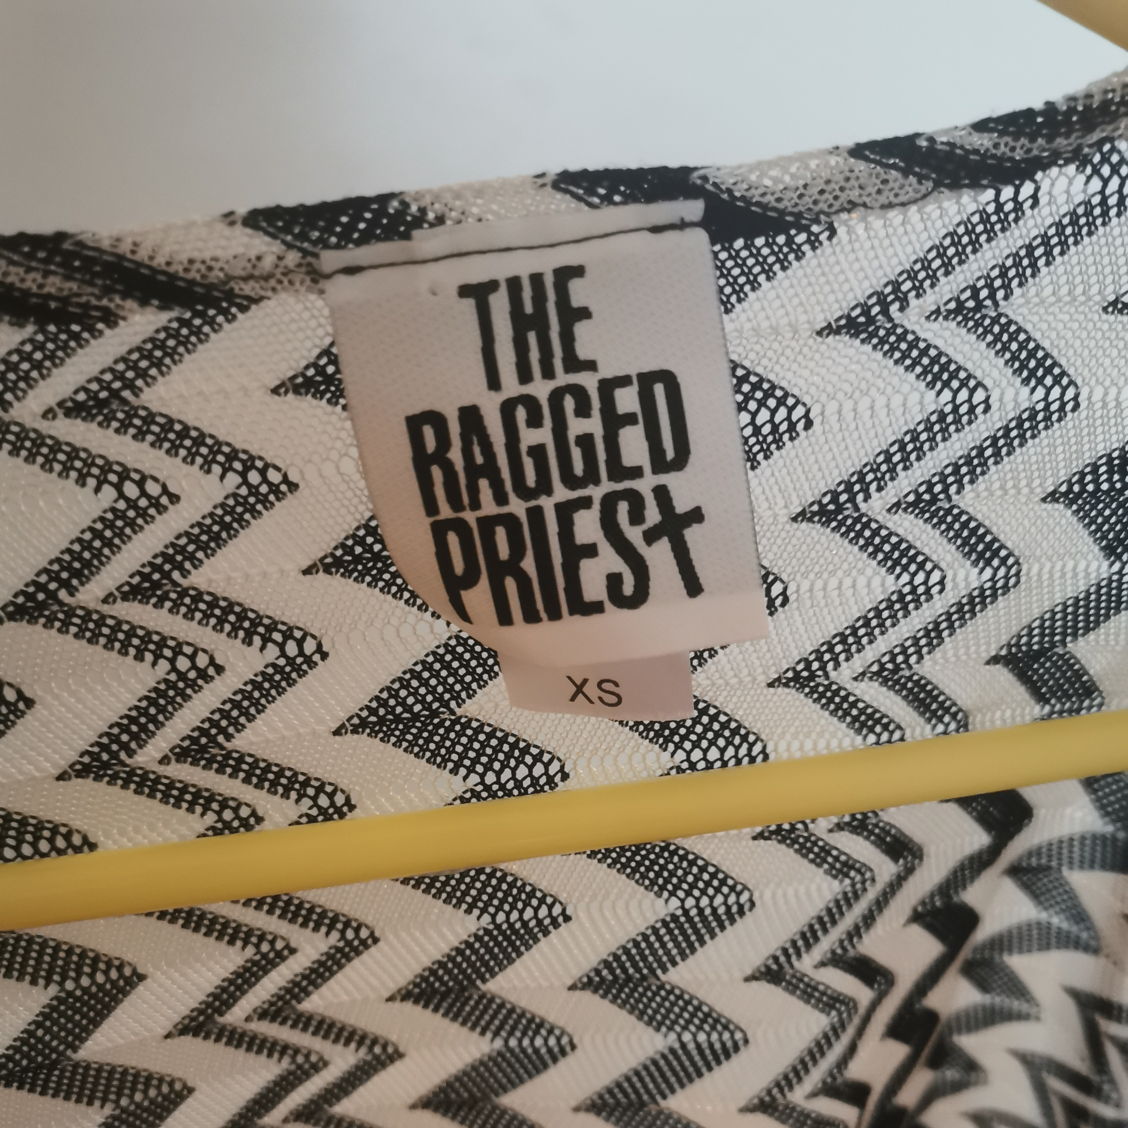 THE
RAGGED
PRIEST
XS